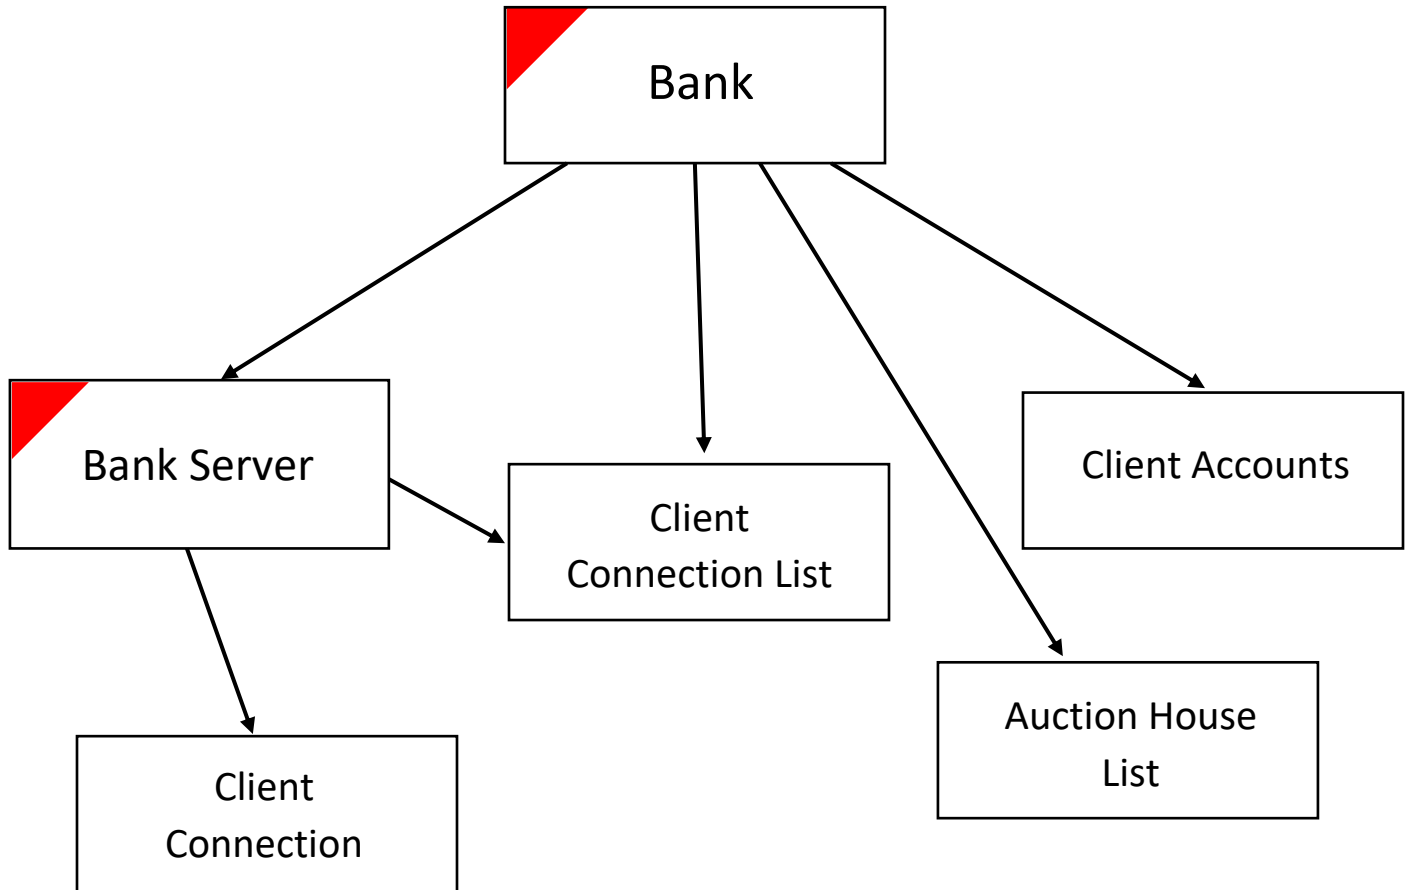 Bank
Bank Server
Client
Connection List
Client Accounts
Auction House
List
Client
Connection